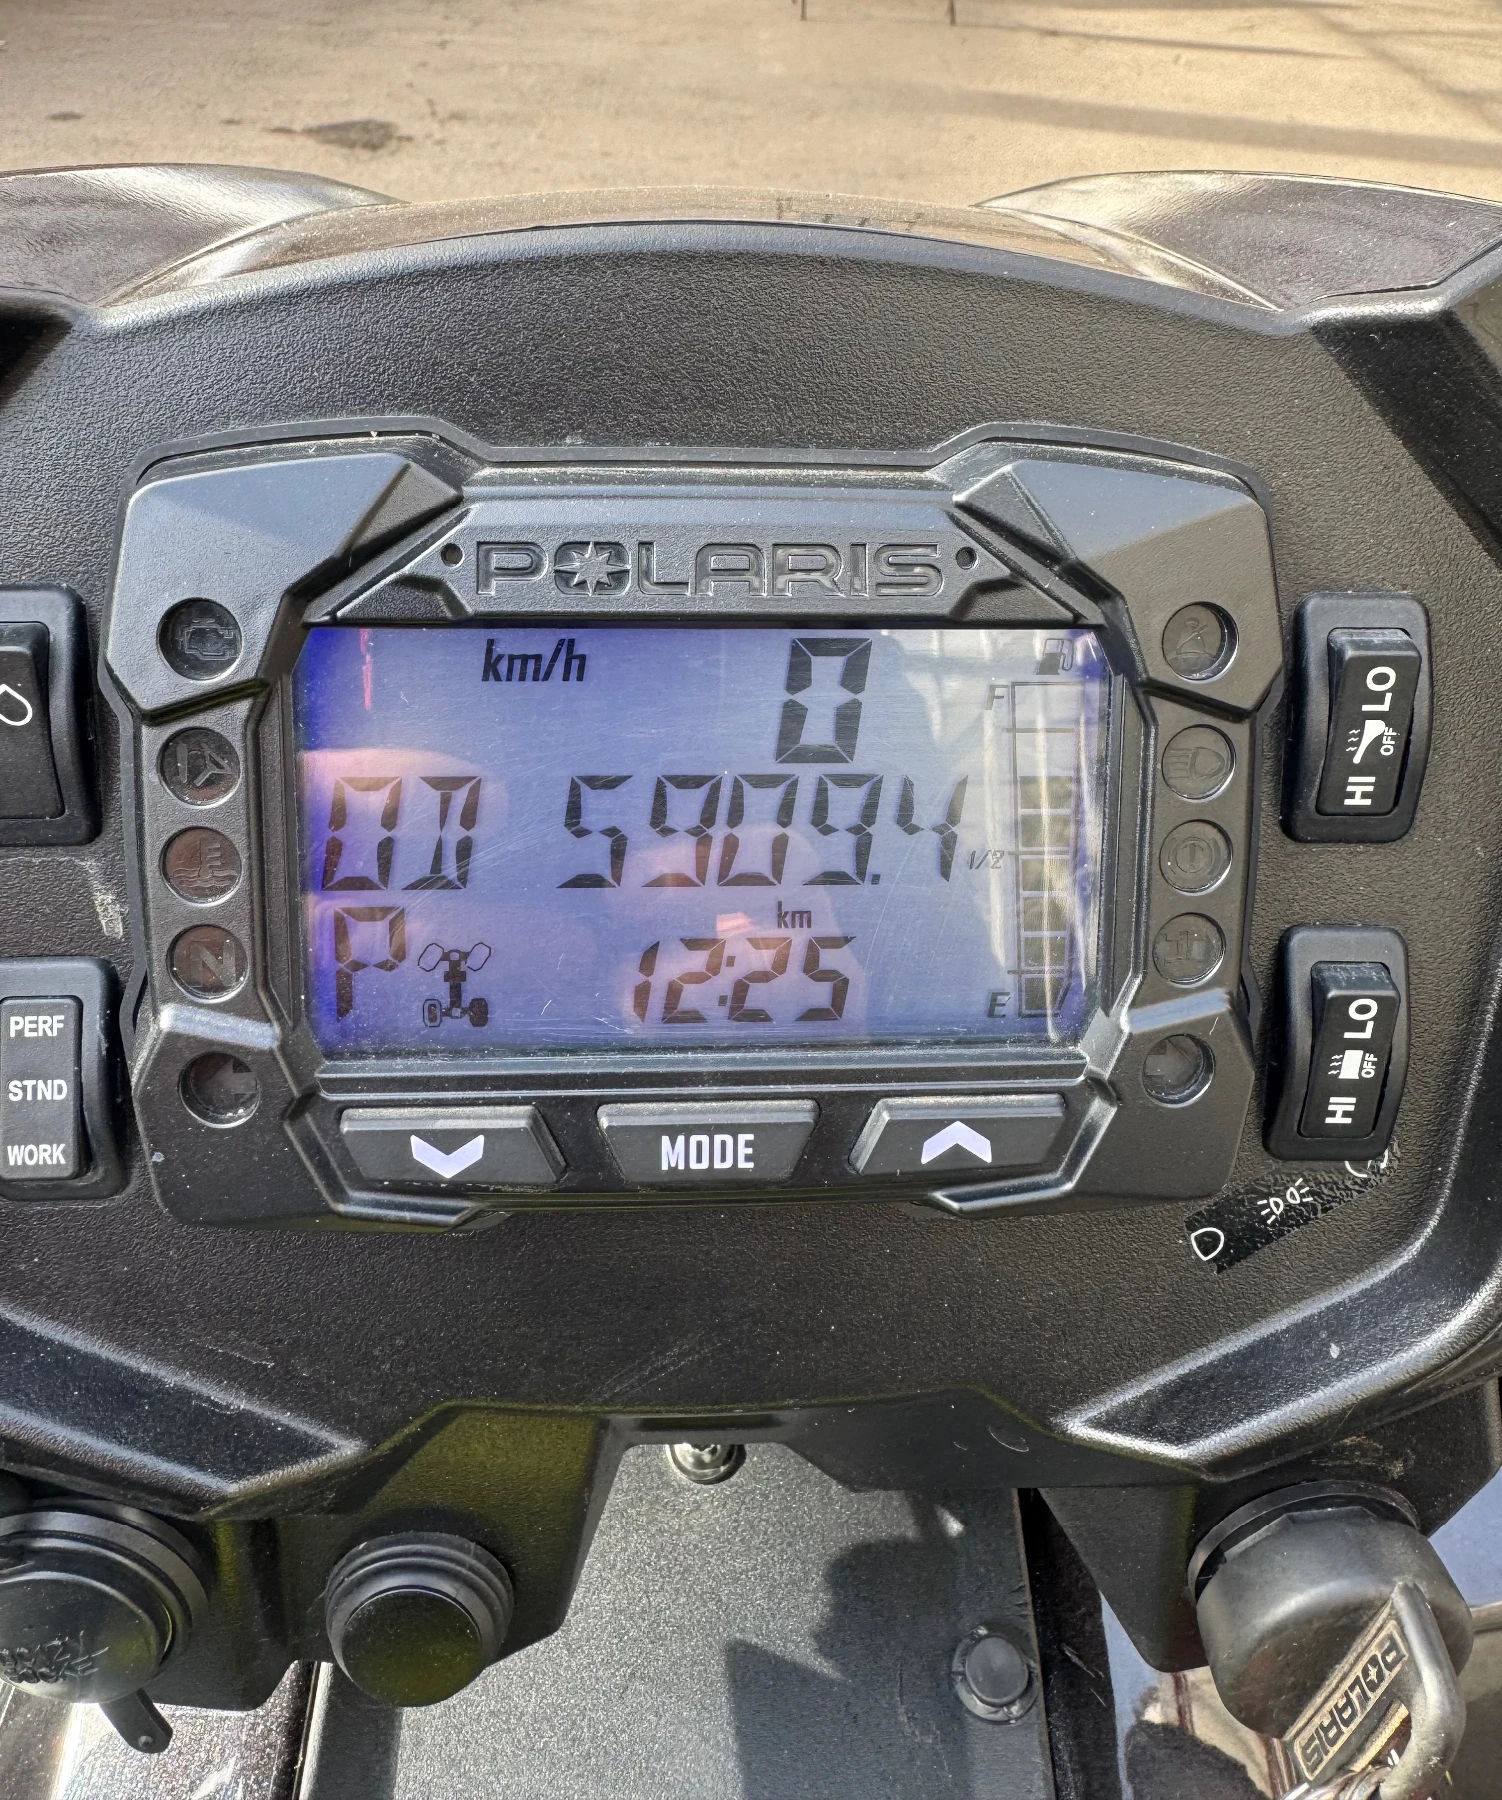 POLARIS
km/h 0
F
OD 5909.4
1/2
km
P 12:25
E
PERF
STND
WORK
MODE
LO
OFF
HI
LO
OFF
HI
N
POLARIS